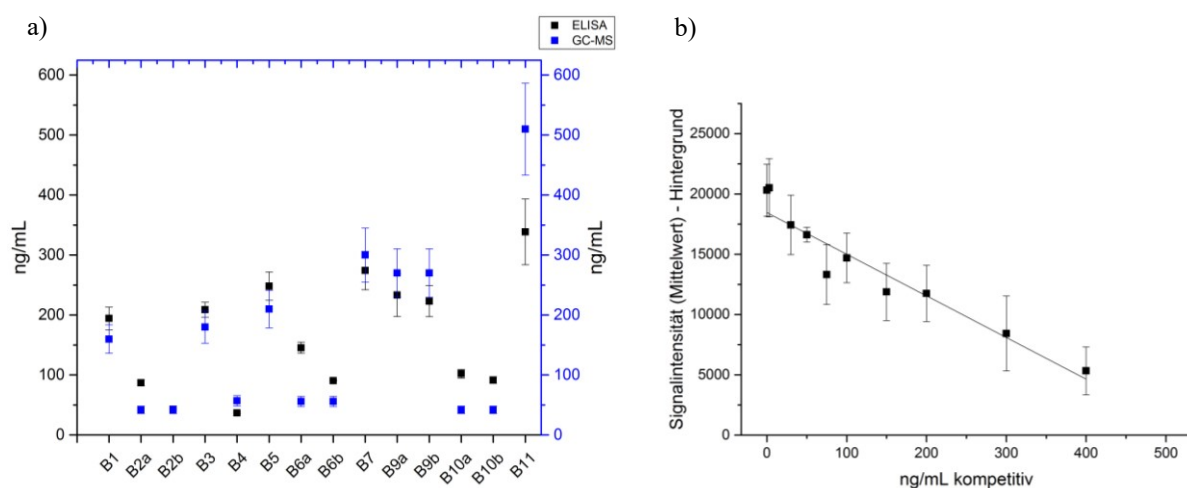 a)
ELISA
GC-MS
ng/mL
600
500
400
300
200
100
0
600
500
400
300
200
100
0
ng/mL
B1
B2a
B2b
B3
B4
B5
B6a
B6b
B7
B9a
B9b
B10a
B10b
B11
b)
Signalintensität (Mittelwert) - Hintergrund
25000
20000
15000
10000
5000
0
0
100
200
300
400
500
ng/mL kompetitiv